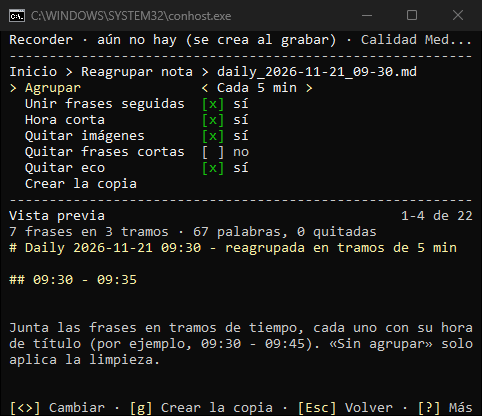 C:\WINDOWS\SYSTEM32\conhost.exe
Recorder · aún no hay (se crea al grabar) · Calidad Med...
Inicio > Reagrupar nota > daily_2026-11-21_09-30.md
> Agrupar < Cada 5 min >
Unir frases seguidas [x] sí
Hora corta [x] sí
Quitar imágenes [x] sí
Quitar frases cortas [ ] no
Quitar eco [x] sí
Crear la copia
Vista previa 1-4 de 22
7 frases en 3 tramos · 67 palabras, 0 quitadas
# Daily 2026-11-21 09:30 - reagrupada en tramos de 5 min
## 09:30 - 09:35
Junta las frases en tramos de tiempo, cada uno con su hora
de título (por ejemplo, 09:30 - 09:45). «Sin agrupar» solo
aplica la limpieza.
[<>] Cambiar · [g] Crear la copia · [Esc] Volver · [?] Más